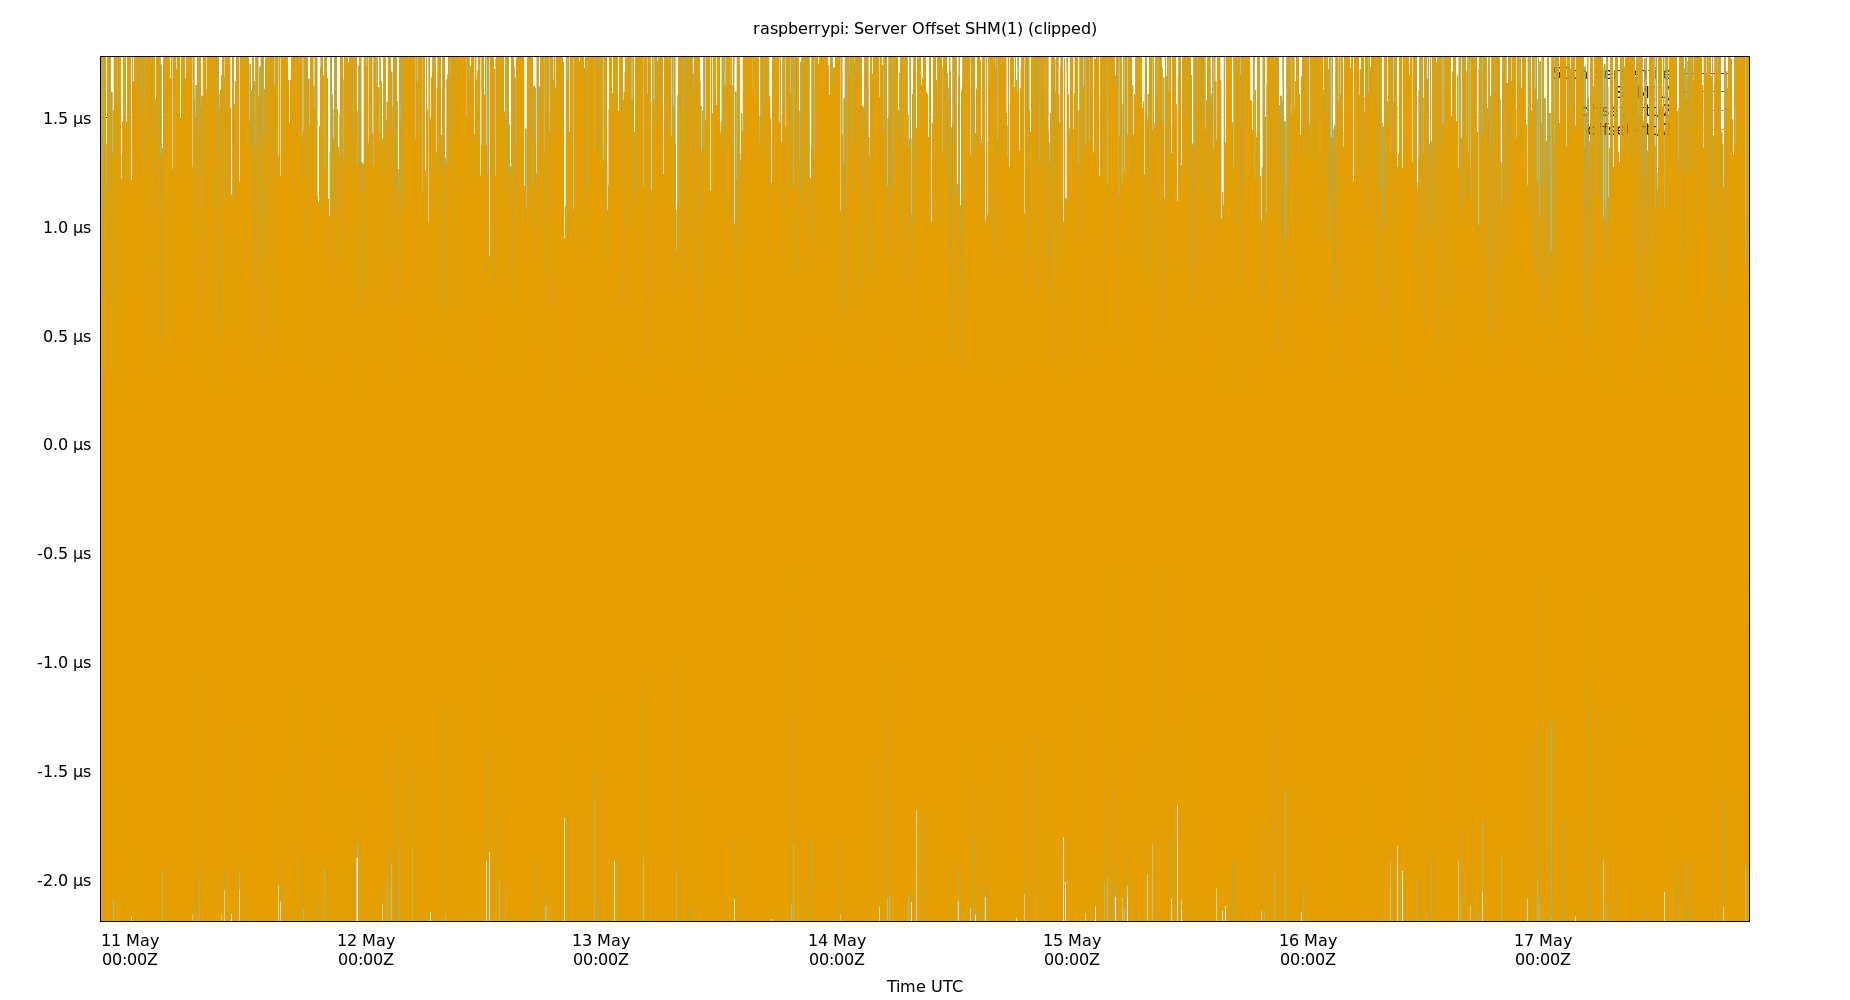 raspberrypi: Server Offset SHM(1) (clipped)
1.5 µs
1.0 µs
0.5 µs
0.0 µs
-0.5 µs
-1.0 µs
-1.5 µs
-2.0 µs
11 May 12 May 13 May 14 May 15 May 16 May 17 May
00:00Z 00:00Z 00:00Z 00:00Z 00:00Z 00:00Z 00:00Z
Time UTC